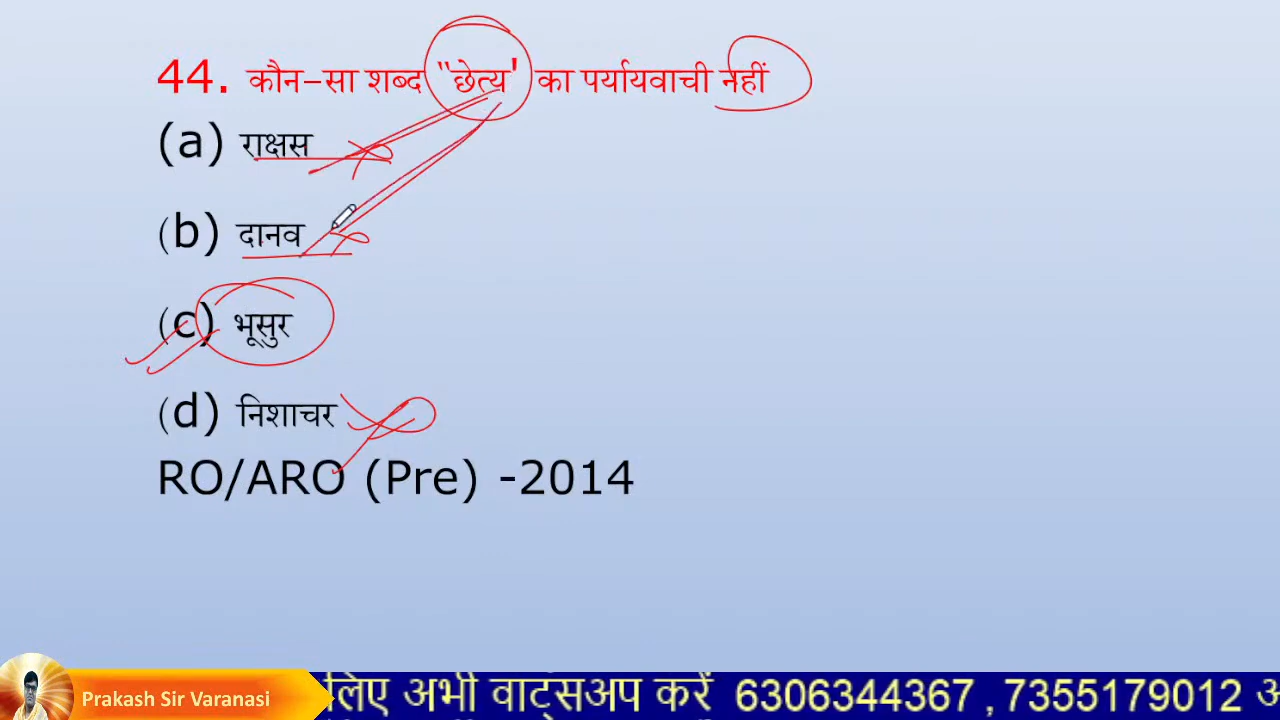 44. कौन-सा शब्द "छेत्य' का पर्यायवाची नहीं
(a) राक्षस
(b) दानव
(c) भूसुर
(d) निशाचर
RO/ARO (Pre) -2014
Prakash Sir Varanasi
लिए अभी वाट्सअप करें 6306344367 , 7355179012 अ